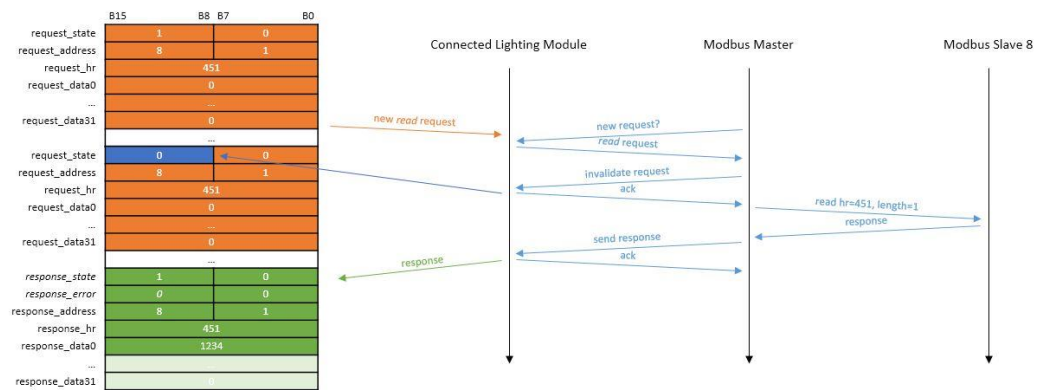 B15 B8 B7 B0
Connected Lighting Module Modbus Master Modbus Slave 8
request_state 1 0
request_address 8 1
request_hr 451
request_data0 0
... ...
request_data31 0
new read request
new request?
...
read request
request_state 0 0
request_address 8 1
invalidate request
request_hr 451
ack
request_data0 0
read hr=451, length=1
... ...
response
request_data31 0
send response
...
ack
response
response_state 1 0
response_error 0 0
response_address 8 1
response_hr 451
response_data0 1234
...
response_data31 0